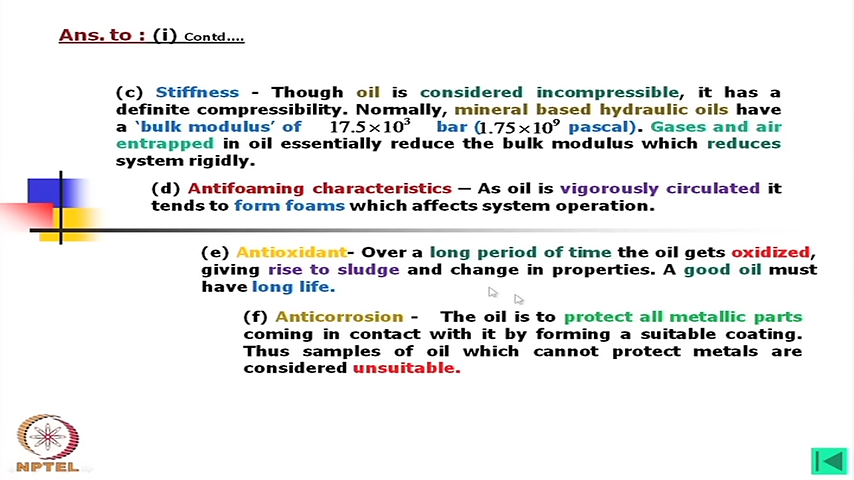 Ans. to : (i) Contd....
(c) Stiffness - Though oil is considered incompressible, it has a
definite compressibility. Normally, mineral based hydraulic oils have
a ‘bulk modulus’ of 17.5×10³ bar (1.75×10⁹ pascal). Gases and air
entrapped in oil essentially reduce the bulk modulus which reduces
system rigidly.
(d) Antifoaming characteristics – As oil is vigorously circulated it
tends to form foams which affects system operation.
(e) Antioxidant- Over a long period of time the oil gets oxidized,
giving rise to sludge and change in properties. A good oil must
have long life.
(f) Anticorrosion - The oil is to protect all metallic parts
coming in contact with it by forming a suitable coating.
Thus samples of oil which cannot protect metals are
considered unsuitable.
NPTEL